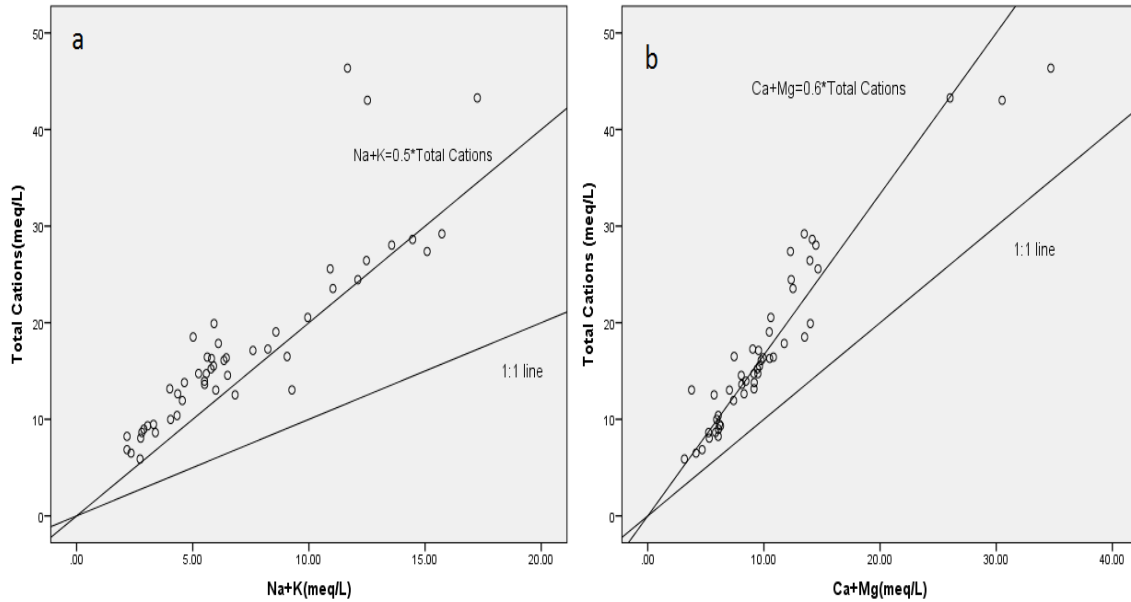 a
Total Cations(meq/L)
50
40
30
20
10
0
Na+K=0.5*Total Cations
1:1 line
.00 5.00 10.00 15.00 20.00
Na+K(meq/L)
b
Total Cations (meq/L)
50
40
30
20
10
0
Ca+Mg=0.6*Total Cations
1:1 line
.00 10.00 20.00 30.00 40.00
Ca+Mg(meq/L)